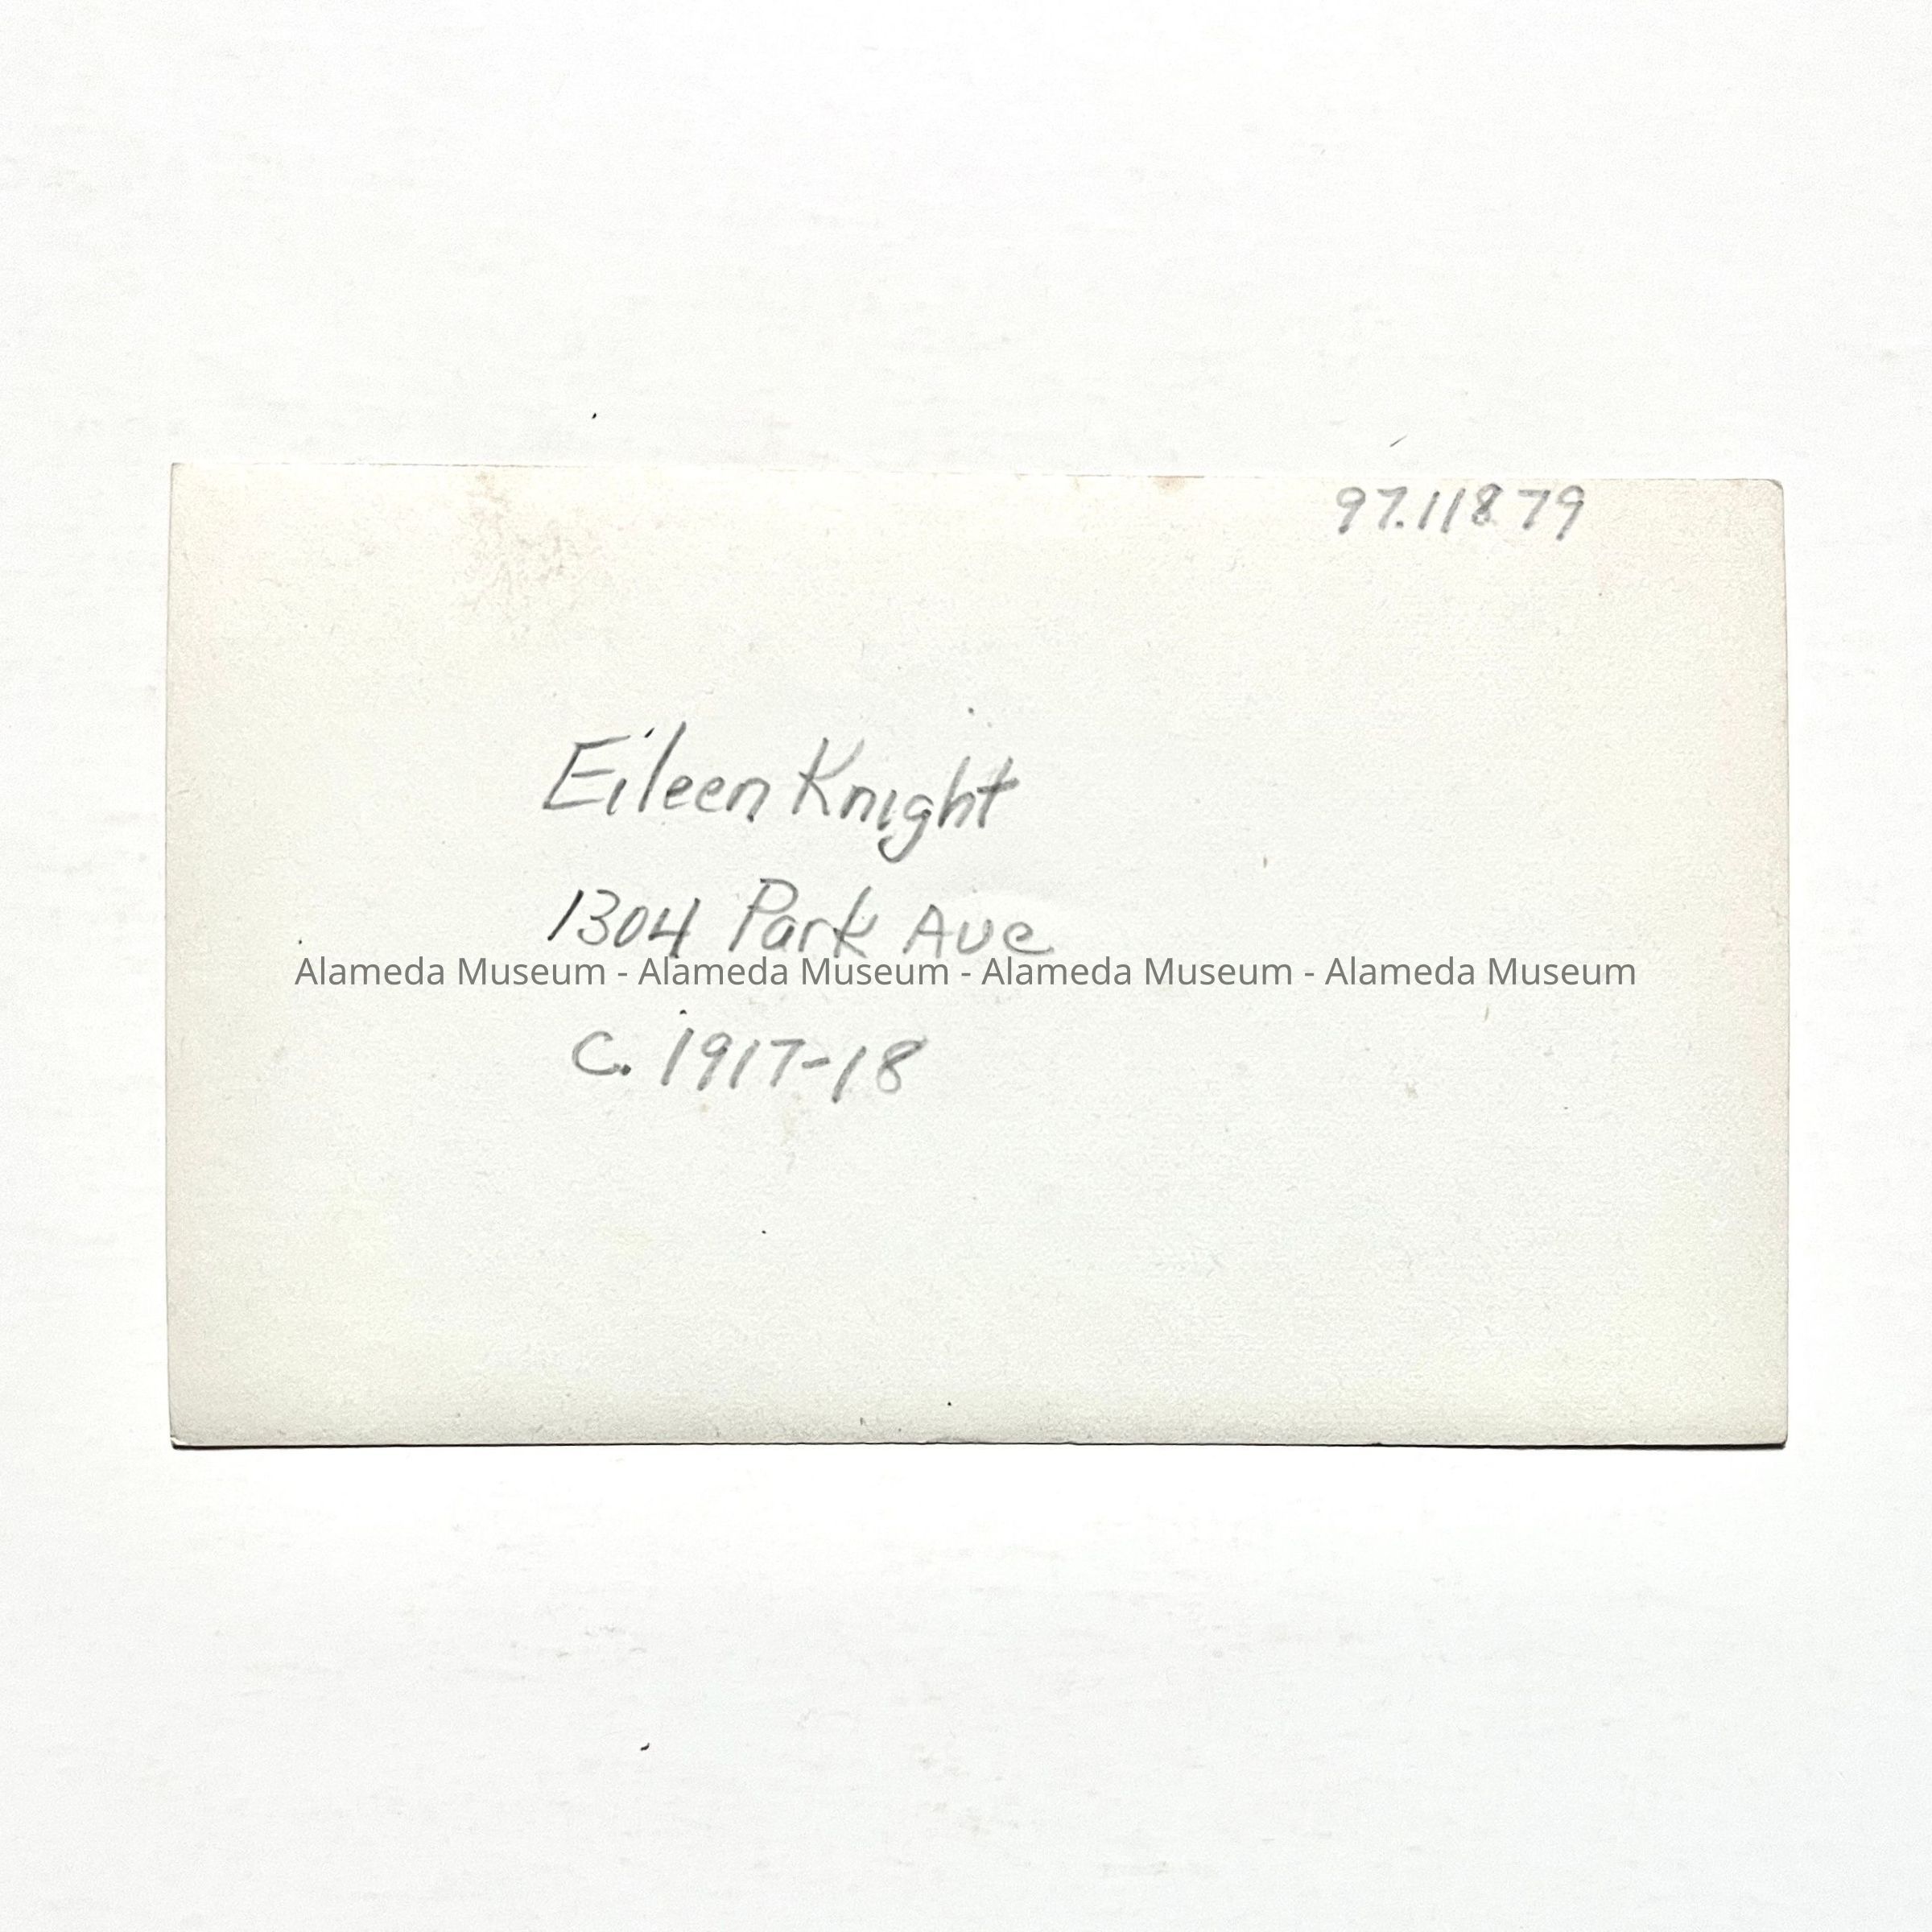 97.118 79
Eileen Knight
1304 Park Ave
Alameda Museum - Alameda Museum - Alameda Museum - Alameda Museum
C. 1917-18